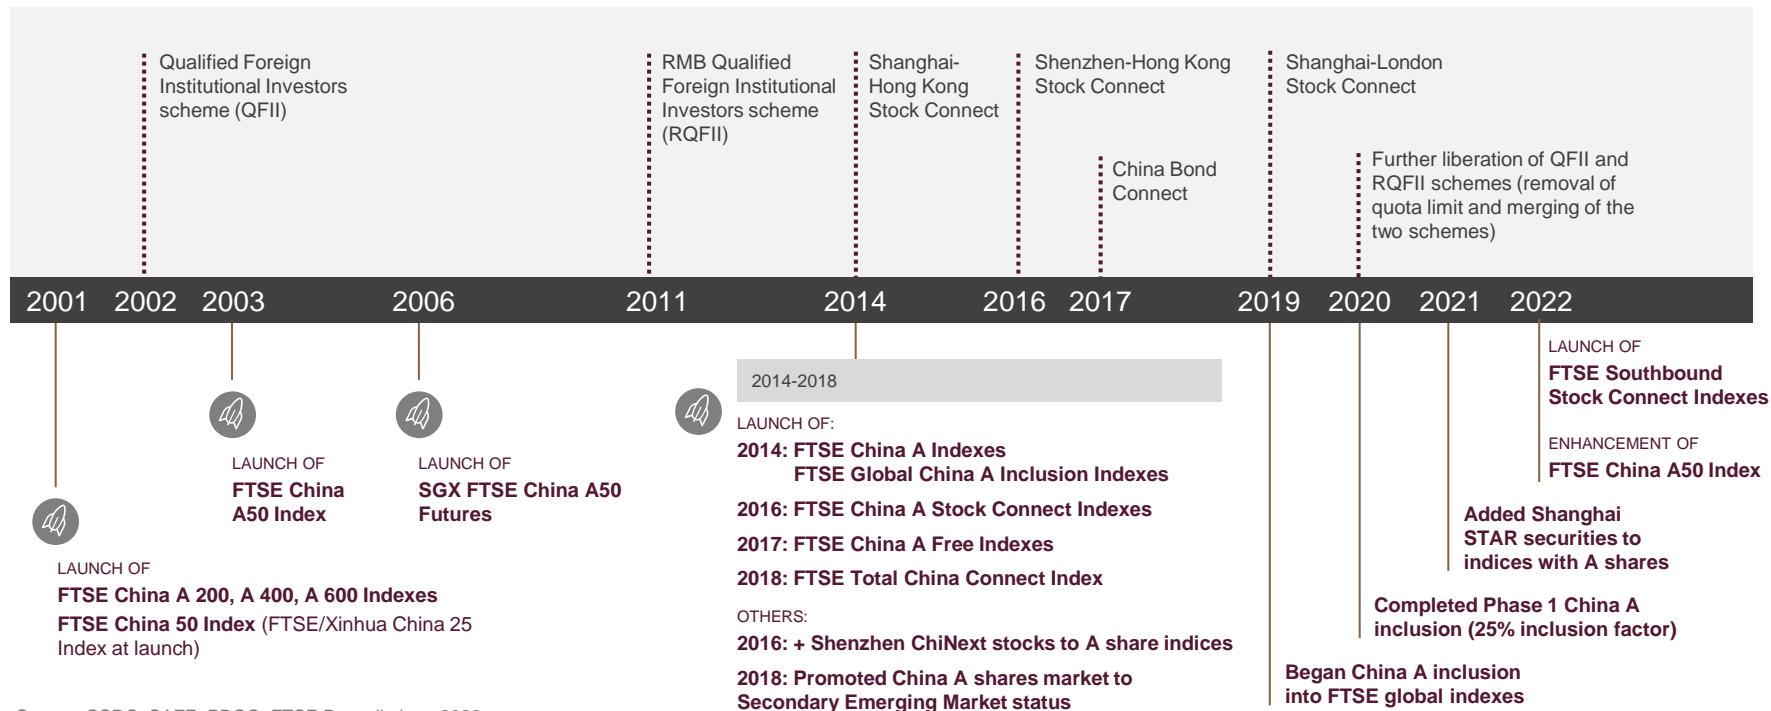 Qualified Foreign
Institutional Investors
scheme (QFII)
RMB Qualified
Foreign Institutional
Investors scheme
(RQFII)
Shanghai-
Hong Kong
Stock Connect
Shenzhen-Hong Kong
Stock Connect
China Bond
Connect
Shanghai-London
Stock Connect
Further liberation of QFII and
RQFII schemes (removal of
quota limit and merging of the
two schemes)
2001 2002 2003 2006 2011 2014 2016 2017 2019 2020 2021 2022
LAUNCH OF
FTSE China A 200, A 400, A 600 Indexes
FTSE China 50 Index (FTSE/Xinhua China 25
Index at launch)
LAUNCH OF
FTSE China
A50 Index
LAUNCH OF
SGX FTSE China A50
Futures
2014-2018
LAUNCH OF:
2014: FTSE China A Indexes
FTSE Global China A Inclusion Indexes
2016: FTSE China A Stock Connect Indexes
2017: FTSE China A Free Indexes
2018: FTSE Total China Connect Index
OTHERS:
2016: + Shenzhen ChiNext stocks to A share indices
2018: Promoted China A shares market to
Secondary Emerging Market status
Began China A inclusion
into FTSE global indexes
Completed Phase 1 China A
inclusion (25% inclusion factor)
Added Shanghai
STAR securities to
indices with A shares
LAUNCH OF
FTSE Southbound
Stock Connect Indexes
ENHANCEMENT OF
FTSE China A50 Index